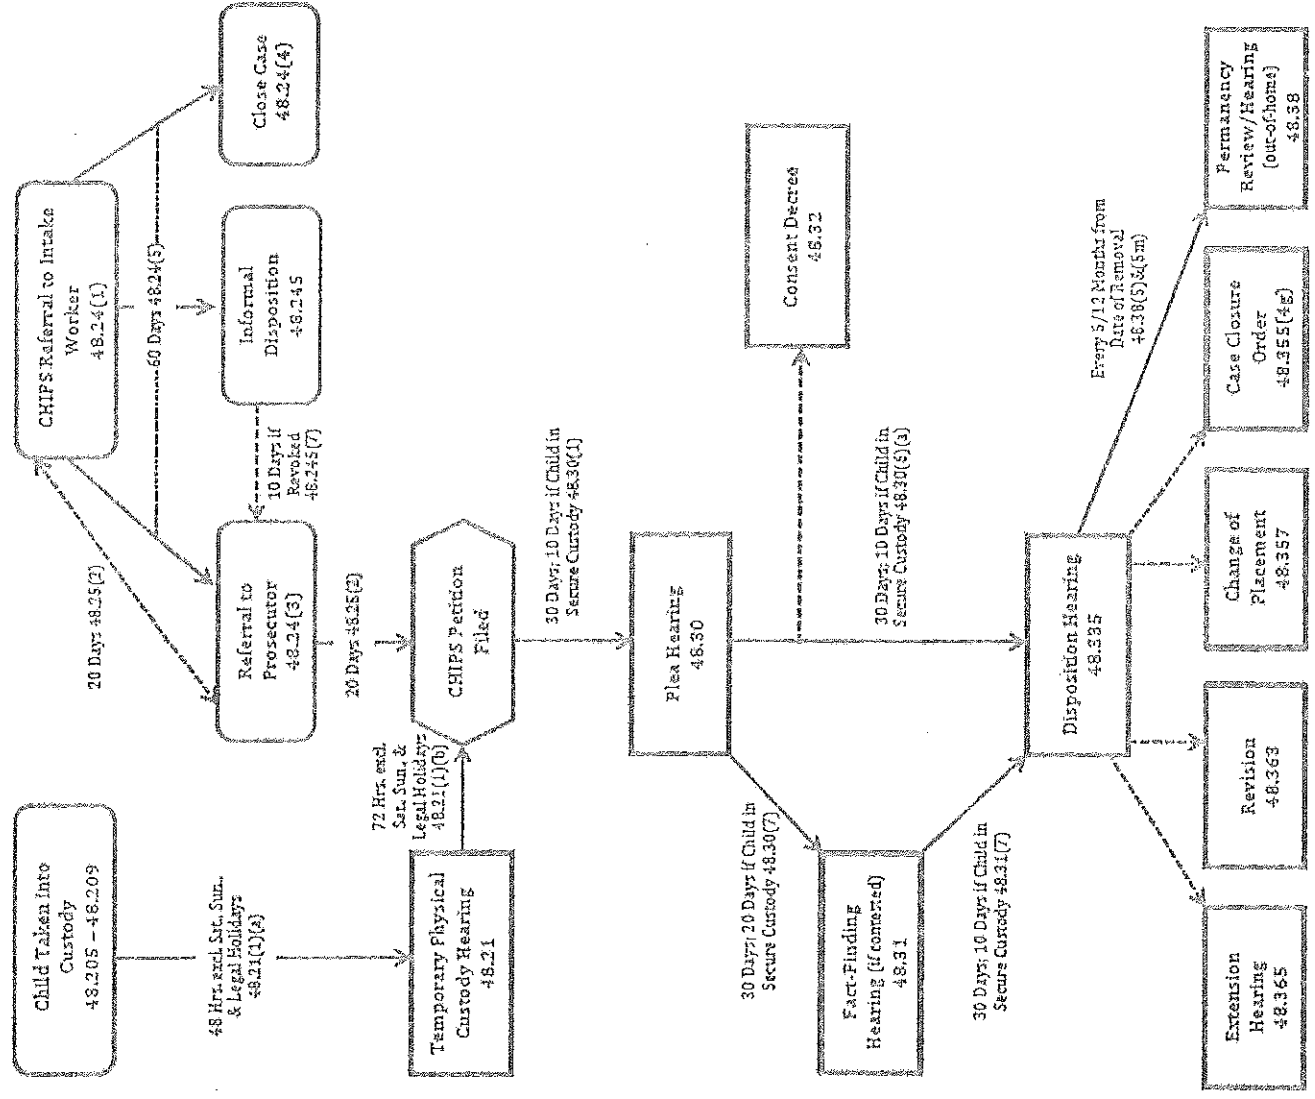 Child Taken into
Custody
48.205 – 48.209
CHIPS Referral to Intake
Worker
48.24(1)
20 Days 48.25(2)
60 Days 48.24(5)
48 Hrs. excl. Sat., Sun.,
& Legal Holidays
48.21(1)(a)
Referral to
Prosecutor
48.24(3)
10 Days if
Revoked
48.245(7)
Informal
Disposition
48.245
Close Case
48.24(4)
20 Days 48.25(2)
Temporary Physical
Custody Hearing
48.21
72 Hrs. excl.
Sat., Sun., &
Legal Holidays
48.21(1)(b)
CHIPS Petition
Filed
30 Days; 10 Days if Child in
Secure Custody 48.30(1)
Plea Hearing
48.30
Consent Decree
48.32
30 Days; 20 Days if Child in
Secure Custody 48.30(7)
Fact-Finding
Hearing (if contested)
48.31
30 Days; 10 Days if Child in
Secure Custody 48.30(6)(a)
30 Days; 10 Days if Child in
Secure Custody 48.31(7)
Disposition Hearing
48.335
Every 6/12 Months from
Date of Removal
48.38(5)&(5m)
Extension
Hearing
48.365
Revision
48.363
Change of
Placement
48.357
Case Closure
Order
48.355(4g)
Permanency
Review/Hearing
(out-of-home)
48.38